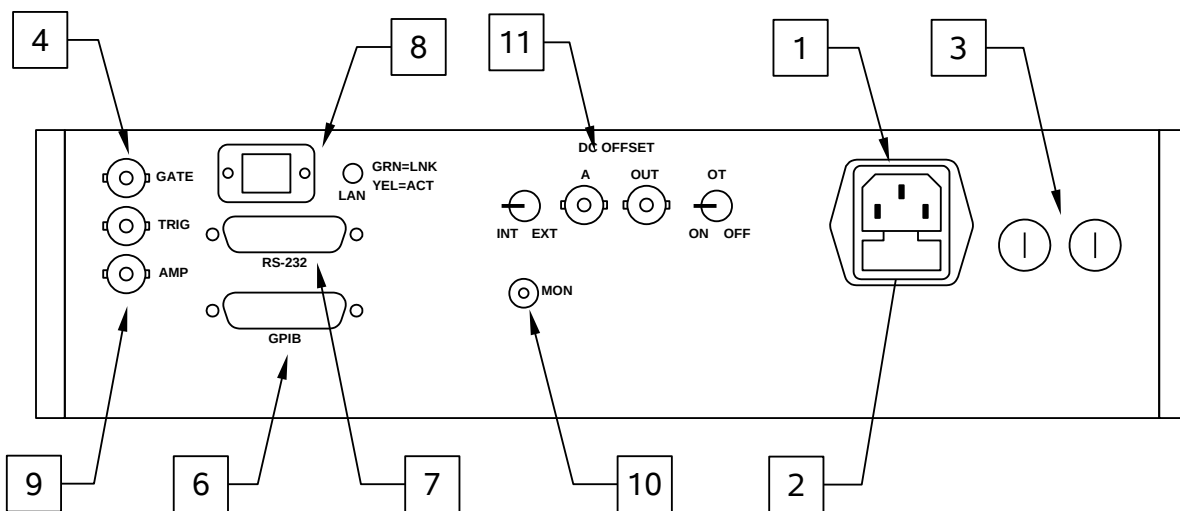 4
8
11
1
3
DC OFFSET
GATE
GRN=LNK
YEL=ACT
LAN
A
OUT
OT
TRIG
INT EXT
ON OFF
RS-232
AMP
MON
GPIB
9
6
7
10
2